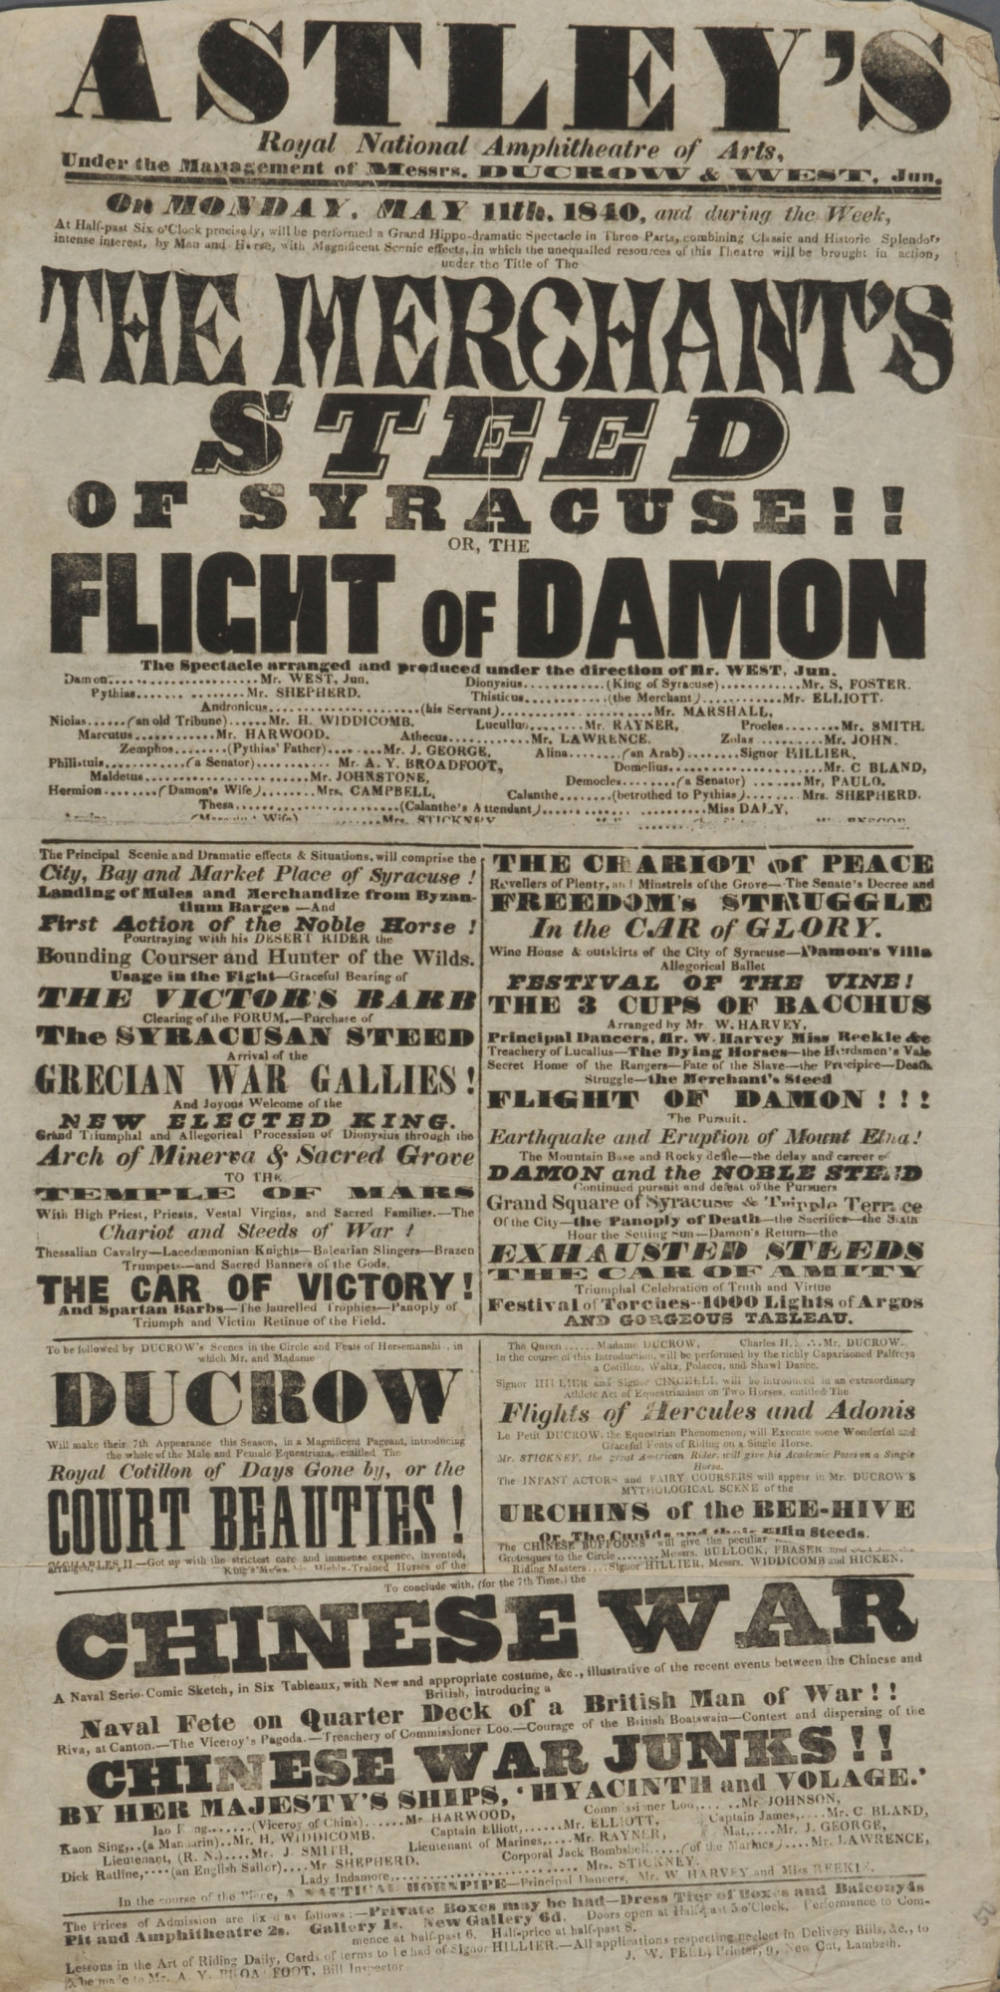 ASTLEY'S
Royal National Amphitheatre of Arts,
Under the Management of Messrs. DUCROW & WEST, Jun.
On MONDAY, MAY 11th, 1840, and during the Week,
At Half-past Six o'Clock precisely, will be performed a Grand Hippo-dramatic Spectacle in Three Parts, combining Classic and Historic Splendor,
intense interest, by Man and Horse, with Magnificent Scenic effects, in which the unequalled resources of this Theatre will be brought in action,
under the Title of The
THE MERCHANT'S
STEED
OF SYRACUSE!!
OR, THE
FLIGHT OF DAMON
The Spectacle arranged and produced under the direction of Mr. WEST, Jun.
Damon....................Mr. WEST, Jun. Dionysius............(King of Syracuse)...........Mr. S. FOSTER.
Pythias....... ........Mr. SHEPHERD. Thisticus............(the Merchant)..........Mr. ELLIOTT.
Andronicus......................(his Servant)....................Mr. MARSHALL,
Nicias......(an old Tribune)......Mr. H. WIDDICOMB. Lucullus.........Mr. RAYNER, Procles.........Mr. SMITH.
Marcutus............Mr. HARWOOD. Athecus............Mr. LAWRENCE. Zolas..........Mr. JOHN.
Zemphos........(Pythias' Father)........Mr. J. GEORGE, Alina.........(an Arab).......Signor HILLIER,
Philistuis............(a Senator)........... Mr. A. Y. BROADFOOT, Domelius......................Mr. C BLAND,
Maldetus......................Mr. JOHNSTONE, Democles........(a Senator) .......Mr, PAULO.
Hermion........(Damon's Wife)........Mrs. CAMPBELL, Calanthe.........(betrothed to Pythias)........Mrs. SHEPHERD.
Thesa......................(Calanthe's Attendant)....................Miss DALY,
Wife)..........Mrs. STICKNEY
The Principal Scenic and Dramatic effects & Situations, will comprise the
City, Bay and Market Place of Syracuse !
Landing of Mules and Merchandize from Byzan-
tium Barges —And
First Action of the Noble Horse !
Pourtraying with his DESERT RIDER the
Bounding Courser and Hunter of the Wilds.
Usage in the Fight—Graceful Bearing of
THE VICTOR'S BARB
Clearing of the FORUM,—Purchase of
The SYRACUSAN STEED
Arrival of the
GRECIAN WAR GALLIES!
And Joyous Welcome of the
NEW ELECTED KING.
Grand Triumphal and Allegorical Procession of Dionysius through the
Arch of Minerva & Sacred Grove
TO THE
TEMPLE OF MARS
With High Priest, Priests, Vestal Virgins, and Sacred Families.—The
Chariot and Steeds of War !
Thessalian Cavalry—Lacedæmonian Knights—Balearian Slingers—Brazen
Trumpets—and Sacred Banners of the Gods.
THE CAR OF VICTORY!
And Spartan Barbs—The laurelled Trophies—Panoply of
Triumph and Victim Retinue of the Field.
THE CHARIOT of PEACE
Revellers of Plenty, and Minstrels of the Grove—The Senate's Decree and
FREEDOM's STRUGGLE
In the CAR of GLORY.
Wine House & outskirts of the City of Syracuse—Damon's Villa
Allegorical Ballet
FESTIVAL OF THE VINE!
THE 3 CUPS OF BACCHUS
Arranged by Mr. W. HARVEY,
Principal Dancers, Mr. W. Harvey Miss Reekie &c
Treachery of Lucallus—The Dying Horses—the Herdsmen's Vale
Secret Home of the Rangers—Fate of the Slave—the Precipice—Death
Struggle—the Merchant's Steed
FLIGHT OF DAMON!!!
The Pursuit.
Earthquake and Eruption of Mount Etna!
The Mountain Base and Rocky defile—the delay and career of
DAMON and the NOBLE STEED
Continued pursuit and defeat of the Pursuers
Grand Square of Syracuse & Tripple Terrace
Of the City—the Panoply of Death—the Sacrifice—the Sixth
Hour the Setting Sun—Damon's Return—the
EXHAUSTED STEEDS
THE CAR OF AMITY
Triumphal Celebration of Truth and Virtue
Festival of Torches--1000 Lights of Argos
AND GORGEOUS TABLEAU.
To be followed by DUCROW's Scenes in the Circle and Feats of Horsemanship, in
which Mr. and Madame
DUCROW
Will make their 7th Appearance this Season, in a Magnificent Pageant, introducing
the whole of the Male and Female Equestrians, entitled The
Royal Cotillon of Days Gone by, or the
COURT BEAUTIES!
Of CHARLES II—Got up with the strictest care and immense expence, invented,
arranged, King's Mews Highly-Trained Horses of the
The Queen...... Madame DUCROW, Charles II.).....Mr. DUCROW.
In the course of this Introduction, will be performed by the richly Caparisoned Palfreys
a Cotillon, Waltz, Polacca, and Shawl Dance.
Signor HILLIER and Signor CINCELLI, will be introduced in an extraordinary
Athletic Act of Equestrianism on Two Horses, entitled The
Flights of Hercules and Adonis
Le Petit DUCROW, the Equestrian Phenomenon, will Execute some Wonderful and
Graceful Feats of Riding on a Single Horse.
Mr. STICKNEY, the great American Rider, will give his Academic Poses on a Single
Horse.
The INFANT ACTORS and FAIRY COURSERS will appear in Mr. DUCROW'S
MYTHOLOGICAL SCENE of the
URCHINS of the BEE-HIVE
Or, The Cupids and their Elfin Steeds.
The CHINESE BUFFOONS will give the peculiar
Grotesques to the Circle........Messrs. BULLOCK, FRASER and
Riding Masters....Signor HILLIER, Messrs. WIDDICOMB and HICKEN.
To conclude with, (for the 7th Time,) the
CHINESE WAR
A Naval Serio-Comic Sketch, in Six Tableaux, with New and appropriate costume, &c., illustrative of the recent events between the Chinese and
British, introducing a
Naval Fete on Quarter Deck of a British Man of War!!
Riva, at Canton.—The Viceroy's Pagoda.—Treachery of Commissioner Loo.—Courage of the British Boatswain—Contest and dispersing of the
CHINESE WAR JUNKS!!
BY HER MAJESTY'S SHIPS, 'HYACINTH and VOLAGE.'
(Viceroy of China)......Mr HARWOOD, Commissioner Loo,......Mr JOHNSON,
Kaon Sing,..(a Mandarin)..Mr. H. WIDDICOMB. Captain Elliott,......Mr. ELLIOTT, Captain James,....Mr. C. BLAND,
Lieutenant, (R. N.)....Mr. J. SMITH, Lieutenant of Marines,....Mr. RAYNER, Mat,....Mr. J. GEORGE,
Dick Ratline,....(an English Sailor)....Mr SHEPHERD. Corporal Jack Bombshell.....(of the Marines)....Mr. LAWRENCE,
Lady Indamore,....................Mrs. STICKNEY.
In the course of the Piece, A NAUTICAL HORNPIPE—Principal Dancers, Mr. W HARVEY and Miss REEKIE.
The Prices of Admission are fixed as follows:—Private Boxes may be had—Dress Tier of Boxes and Balcony 4s
Pit and Amphitheatre 2s. Gallery 1s. New Gallery 6d. Doors open at Half-past 5 o'Clock. Performance to Com-
mence at half-past 6. Half-price at half-past 8.
Lessons in the Art of Riding Daily, Cards of terms to be had of Signor HILLIER.—All applications respecting neglect in Delivery Bills, &c., to
be made to Mr. A. Y. BROADFOOT, Bill Inspector J. W. PEEL, Printer, 9, New Cut, Lambeth.